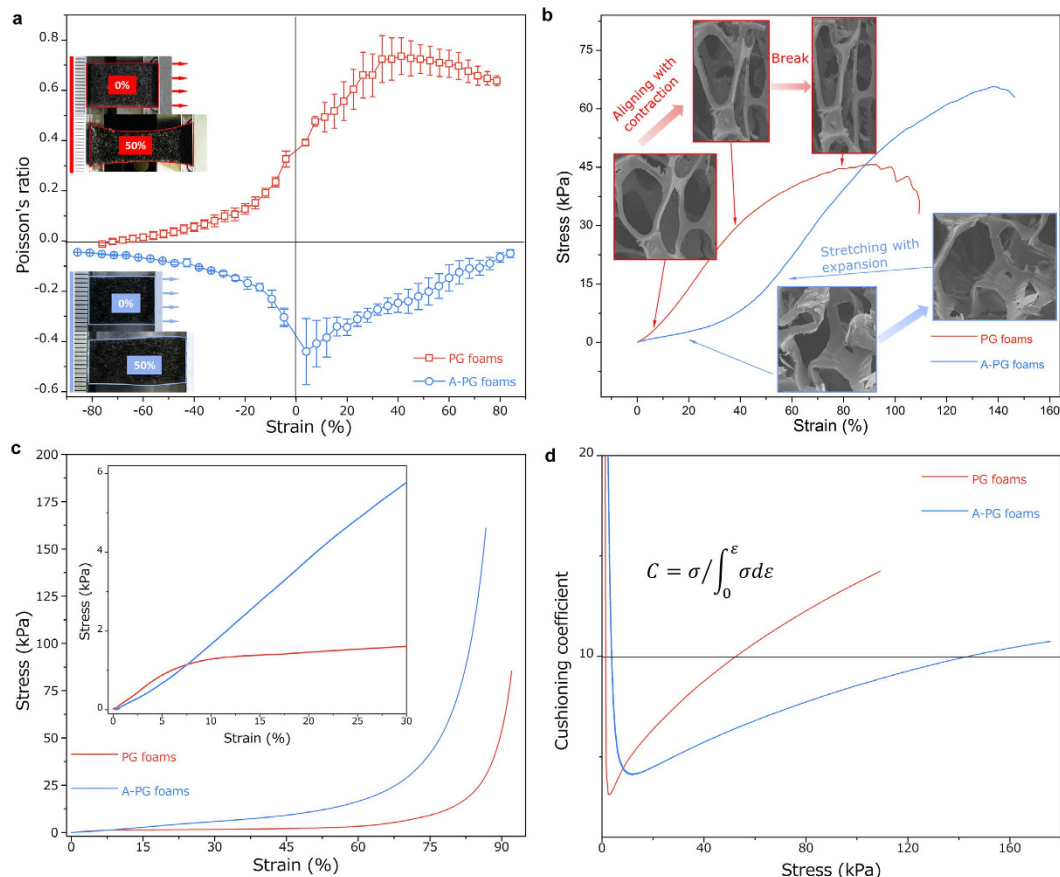 a
0.8
0.6
0.4
0.2
0.0
-0.2
-0.4
-0.6
Poisson's ratio
0%
50%
0%
50%
PG foams
A-PG foams
-80 -60 -40 -20 0 20 40 60 80
Strain (%)
b
75
60
45
30
15
0
Stress (kPa)
Aligning with
contraction
Break
Stretching with
expansion
PG foams
A-PG foams
0 20 40 60 80 100 120 140 160
Strain (%)
c
200
175
150
125
100
75
50
25
0
Stress (kPa)
6
4
2
0
Stress (kPa)
0 5 10 15 20 25 30
Strain (%)
PG foams
A-PG foams
0 15 30 45 60 75 90
Strain (%)
d
20
10
Cushioning coefficient
PG foams
A-PG foams
C = σ/∫₀^ε σdε
0 40 80 120 160
Stress (kPa)